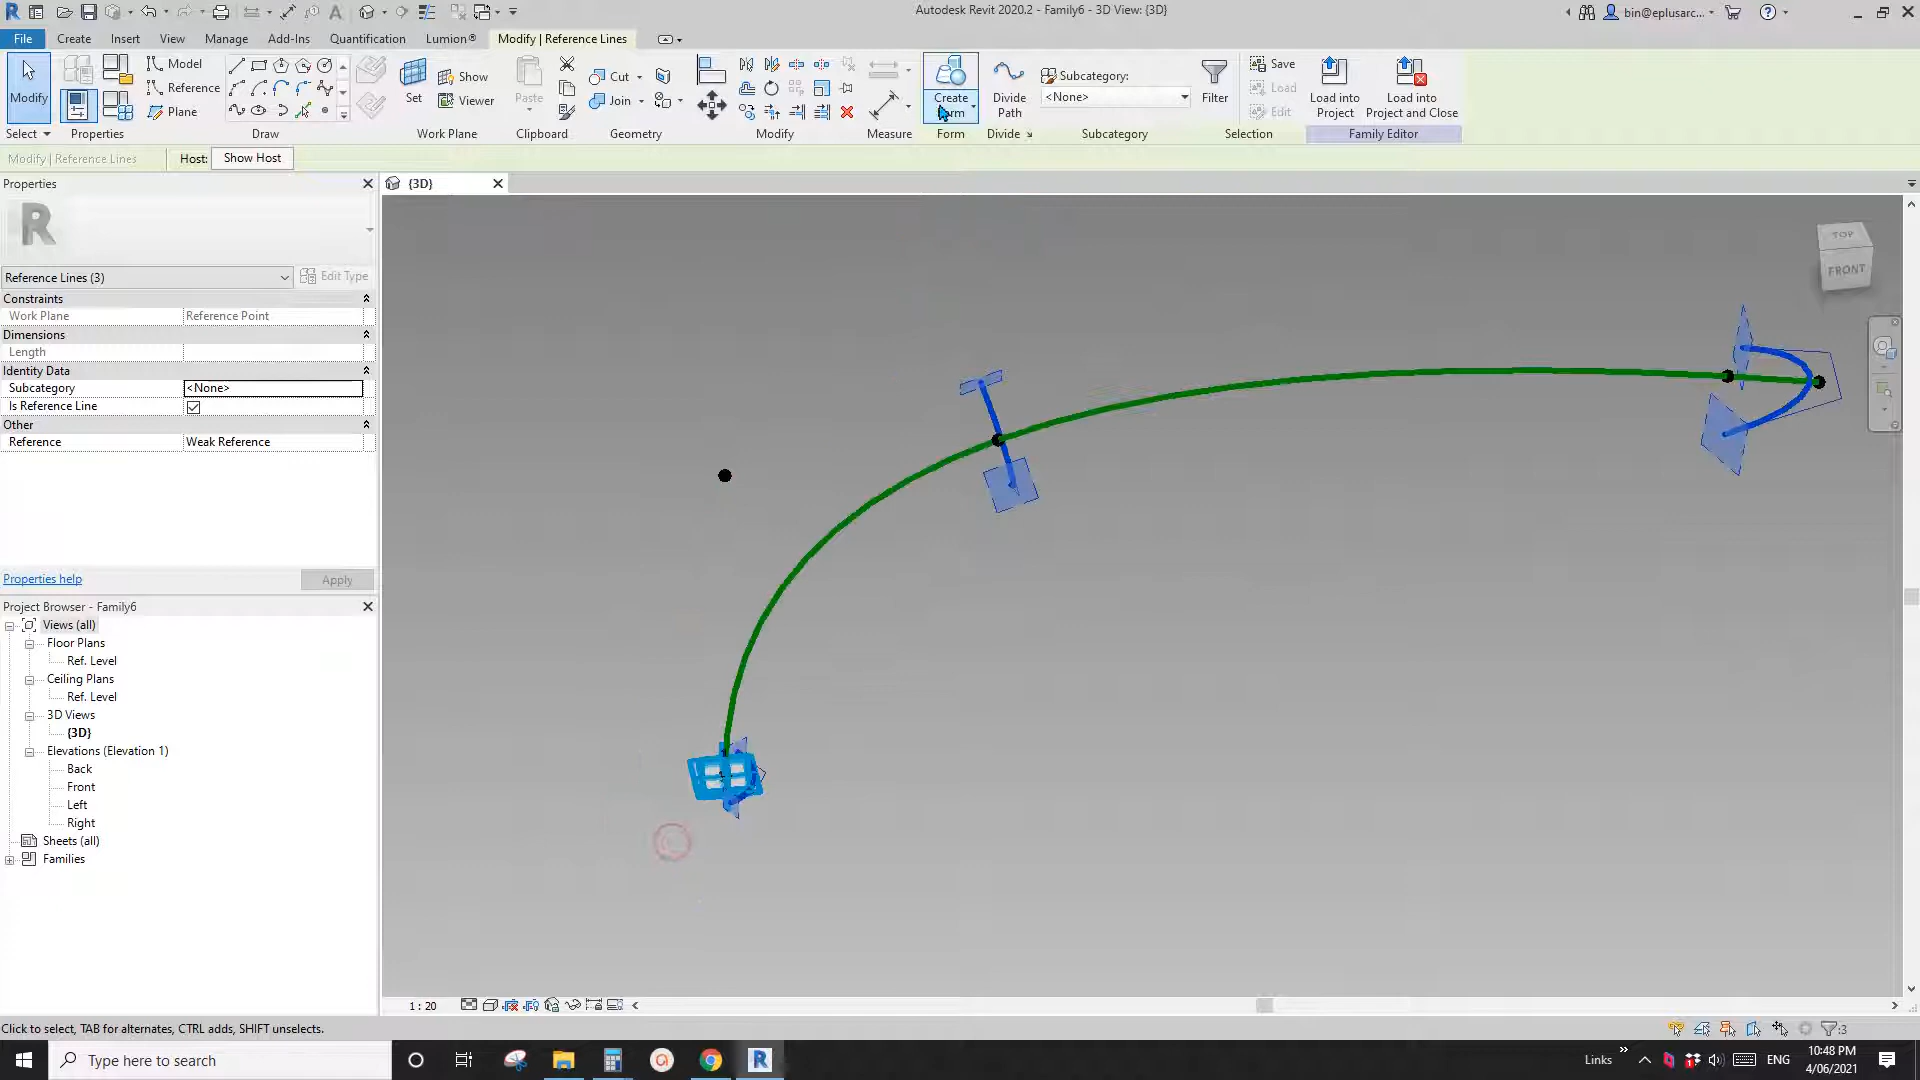 Autodesk Revit 2020.2 - Family6 - 3D View: {3D}
bin@eplusarc...
File Create Insert View Manage Add-Ins Quantification Lumion® Modify | Reference Lines
Modify
Model
Reference
Plane
Set
Show
Viewer
Paste
Cut
Join
Create Form
Divide Path
Subcategory:
<None>
Filter
Save
Load
Edit
Load into Project
Load into Project and Close
Select Properties Draw Work Plane Clipboard Geometry Modify Measure Form Divide Subcategory Selection Family Editor
Modify | Reference Lines Host: Show Host
Properties
{3D}
R
Reference Lines (3) Edit Type
Constraints
Work Plane Reference Point
Dimensions
Length
Identity Data
Subcategory <None>
Is Reference Line
Other
Reference Weak Reference
Properties help Apply
Project Browser - Family6
Views (all)
Floor Plans
Ref. Level
Ceiling Plans
Ref. Level
3D Views
{3D}
Elevations (Elevation 1)
Back
Front
Left
Right
Sheets (all)
Families
TOP
FRONT
1 : 20
Click to select, TAB for alternates, CTRL adds, SHIFT unselects.
:3
Type here to search
Links
ENG
10:48 PM
4/06/2021